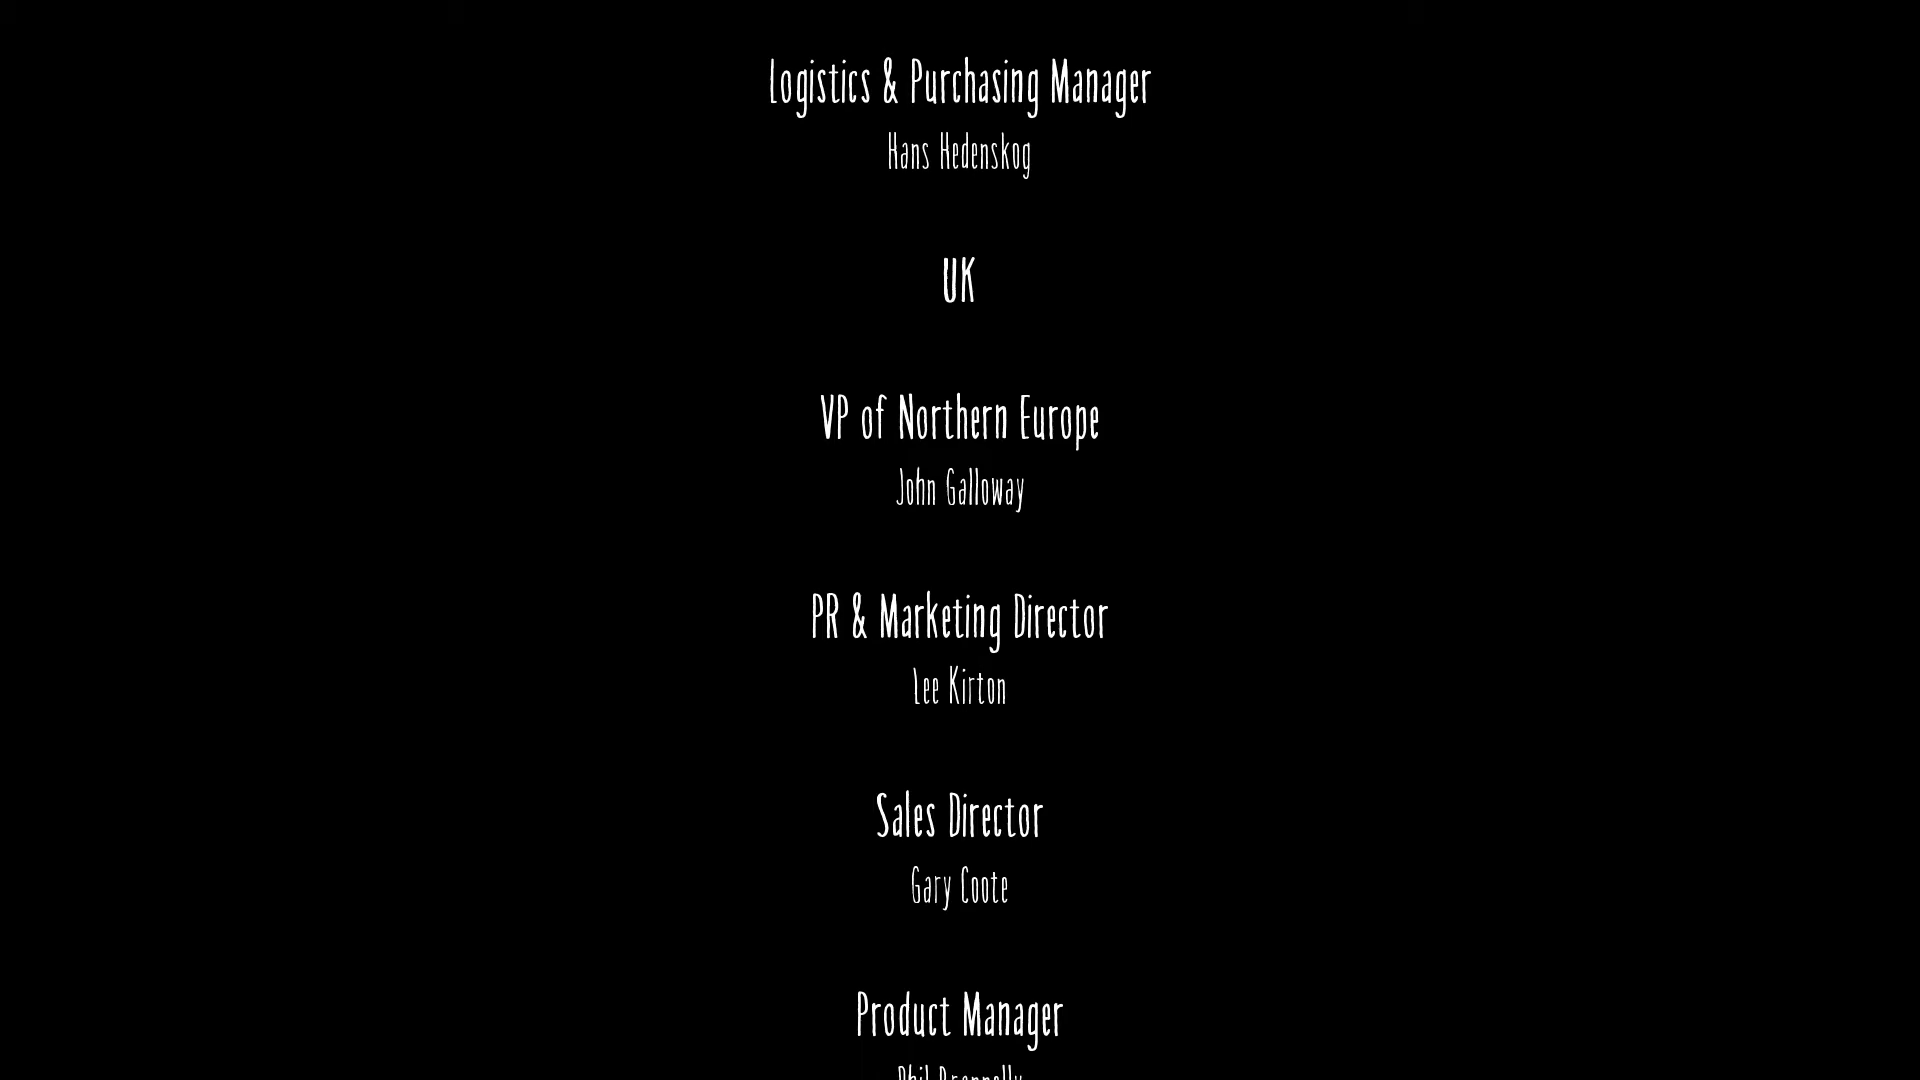 Logistics & Purchasing Manager
Hans Hedenskog
UK
VP of Northern Europe
John Galloway
PR & Marketing Director
Lee Kirton
Sales Director
Gary Coote
Product Manager
Phil